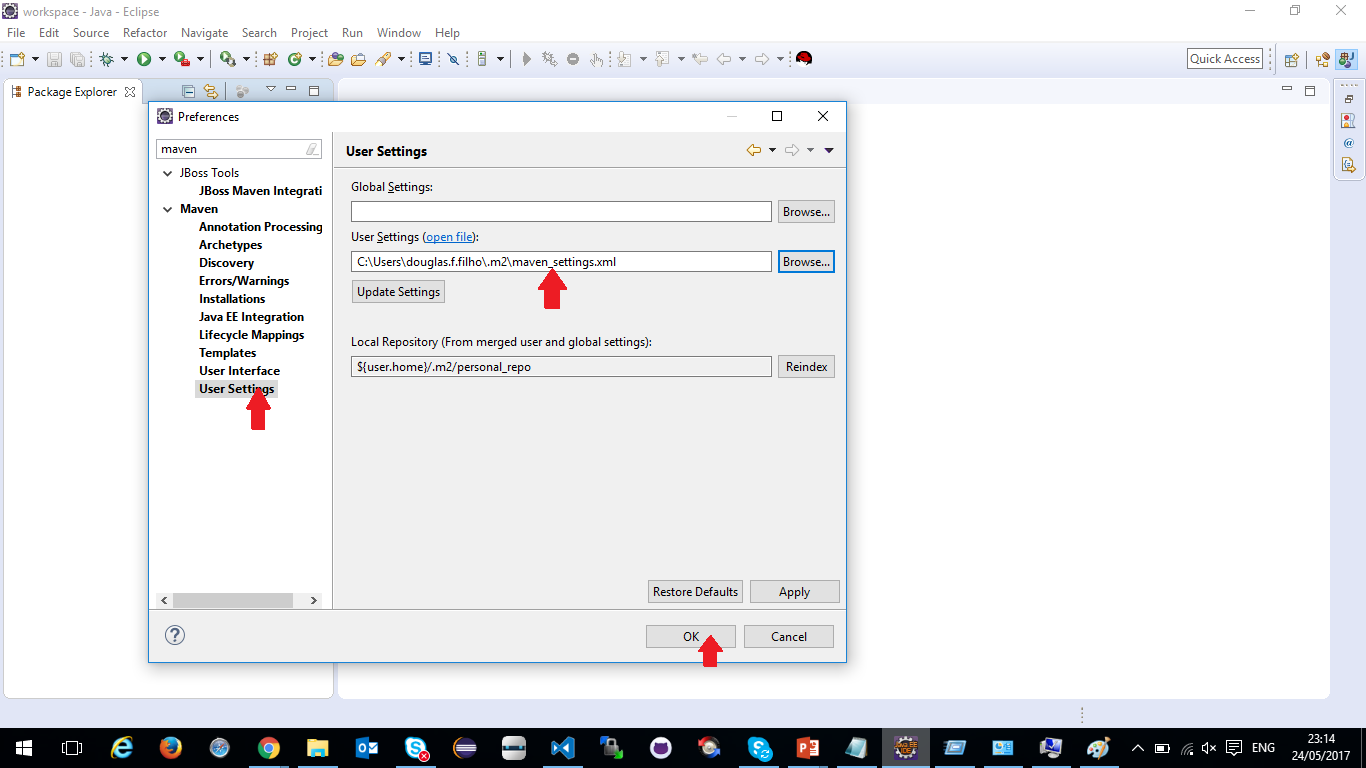 workspace - Java - Eclipse
File Edit Source Refactor Navigate Search Project Run Window Help
Quick Access
Package Explorer
Preferences
maven
JBoss Tools
JBoss Maven Integrati
Maven
Annotation Processing
Archetypes
Discovery
Errors/Warnings
Installations
Java EE Integration
Lifecycle Mappings
Templates
User Interface
User Settings
User Settings
Global Settings:
Browse...
User Settings (open file):
C:\Users\douglas.f.filho\.m2\maven_settings.xml
Browse...
Update Settings
Local Repository (From merged user and global settings):
${user.home}/.m2/personal_repo
Reindex
Restore Defaults
Apply
OK
Cancel
ENG
23:14
24/05/2017